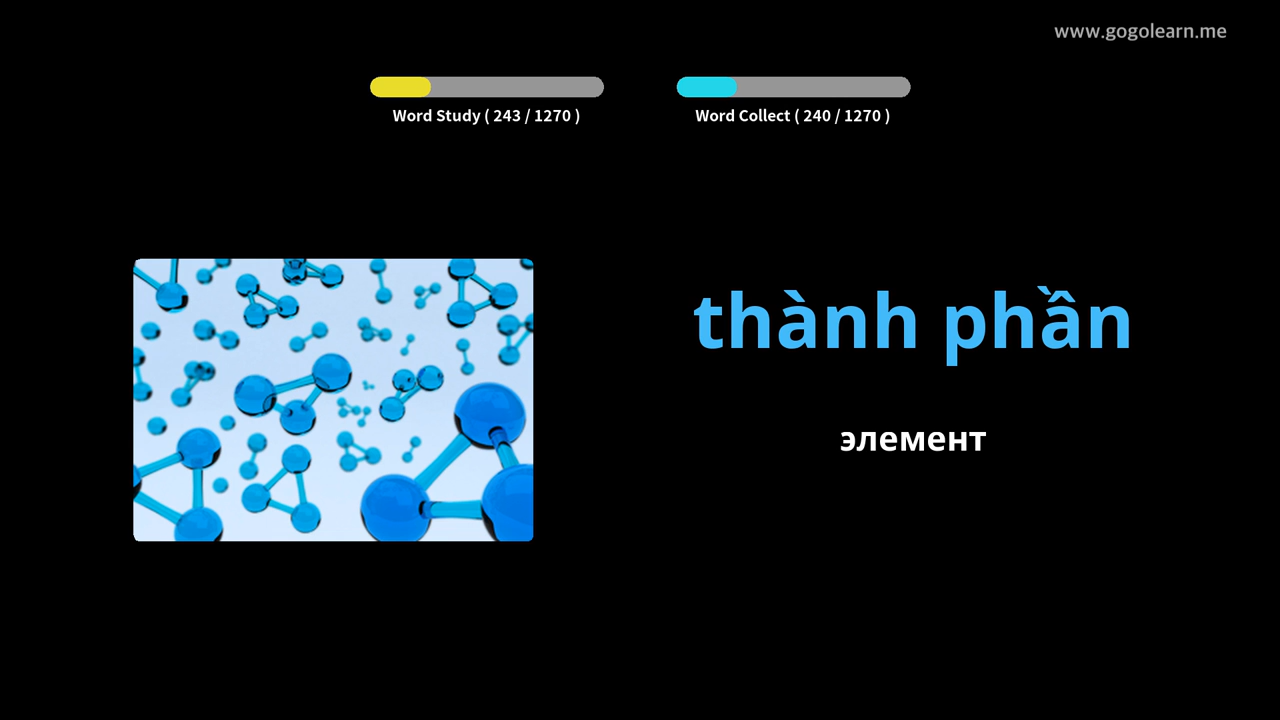 www.gogolearn.me
Word Study ( 243 / 1270 )
Word Collect ( 240 / 1270 )
thành phần
элемент